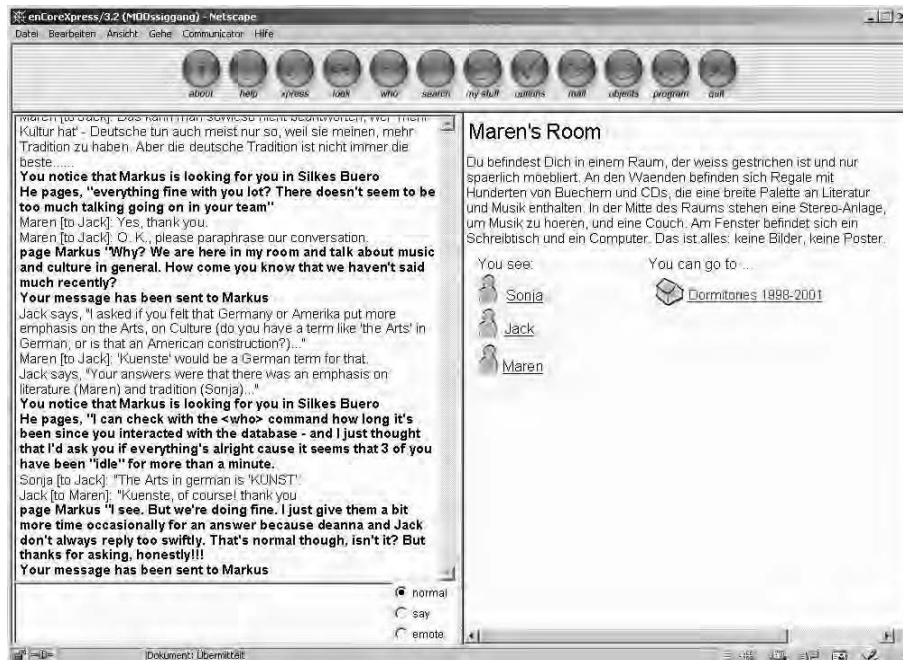 enCoreXpress/3.2 (MOOssiggang) - Netscape
Datei Bearbeiten Ansicht Gehe Communicator Hilfe
about help xpress look who search my stuff options mail objects program quit
Maren [to Jack]: Das kann man sowieso nicht beantworten, wer 'mehr
Kultur hat' - Deutsche tun auch meist nur so, weil sie meinen, mehr
Tradition zu haben. Aber die deutsche Tradition ist nicht immer die
beste......
You notice that Markus is looking for you in Silkes Buero
He pages, "everything fine with you lot? There doesn't seem to be
too much talking going on in your team"
Maren [to Jack]: Yes, thank you.
Maren [to Jack]: O. K., please paraphrase our conversation.
page Markus "Why? We are here in my room and talk about music
and culture in general. How come you know that we haven't said
much recently?
Your message has been sent to Markus
Jack says, "I asked if you felt that Germany or Amerika put more
emphasis on the Arts, on Culture (do you have a term like 'the Arts' in
German, or is that an American construction?)..."
Maren [to Jack]: 'Kuenste' would be a German term for that.
Jack says, "Your answers were that there was an emphasis on
literature (Maren) and tradition (Sonja)..."
You notice that Markus is looking for you in Silkes Buero
He pages, "I can check with the <who> command how long it's
been since you interacted with the database - and I just thought
that I'd ask you if everything's alright cause it seems that 3 of you
have been "idle" for more than a minute.
Sonja [to Jack]: "The Arts in german is 'KUNST'
Jack [to Maren]: "Kuenste, of course! thank you
page Markus "I see. But we're doing fine. I just give them a bit
more time occasionally for an answer because deanna and Jack
don't always reply too swiftly. That's normal though, isn't it? But
thanks for asking, honestly!!!
Your message has been sent to Markus
normal
say
emote
Maren's Room
Du befindest Dich in einem Raum, der weiss gestrichen ist und nur
spaerlich moebliert. An den Waenden befinden sich Regale mit
Hunderten von Buechern und CDs, die eine breite Palette an Literatur
und Musik enthalten. In der Mitte des Raums stehen eine Stereo-Anlage,
um Musik zu hoeren, und eine Couch. Am Fenster befindet sich ein
Schreibtisch und ein Computer. Das ist alles: keine Bilder, keine Poster.
You see:
Sonja
Jack
Maren
You can go to ...
Dormitories 1998-2001
Dokument: Übermittelt